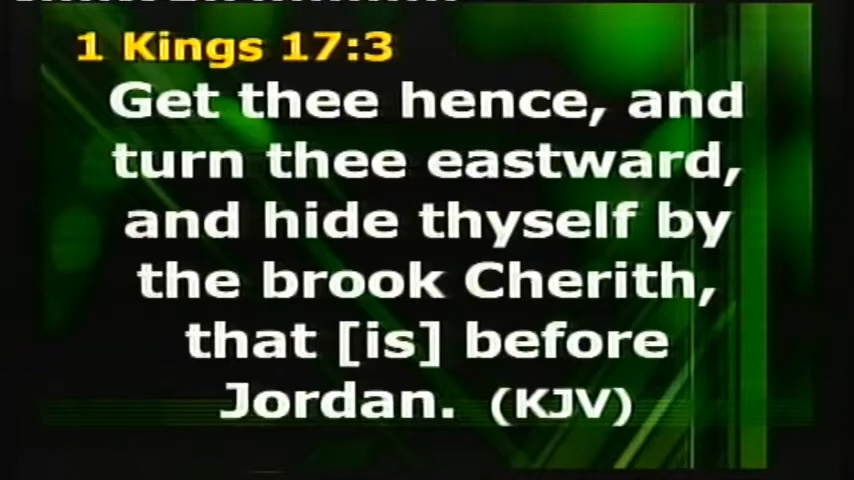 1 Kings 17:3
Get thee hence, and
turn thee eastward,
and hide thyself by
the brook Cherith,
that [is] before
Jordan. (KJV)